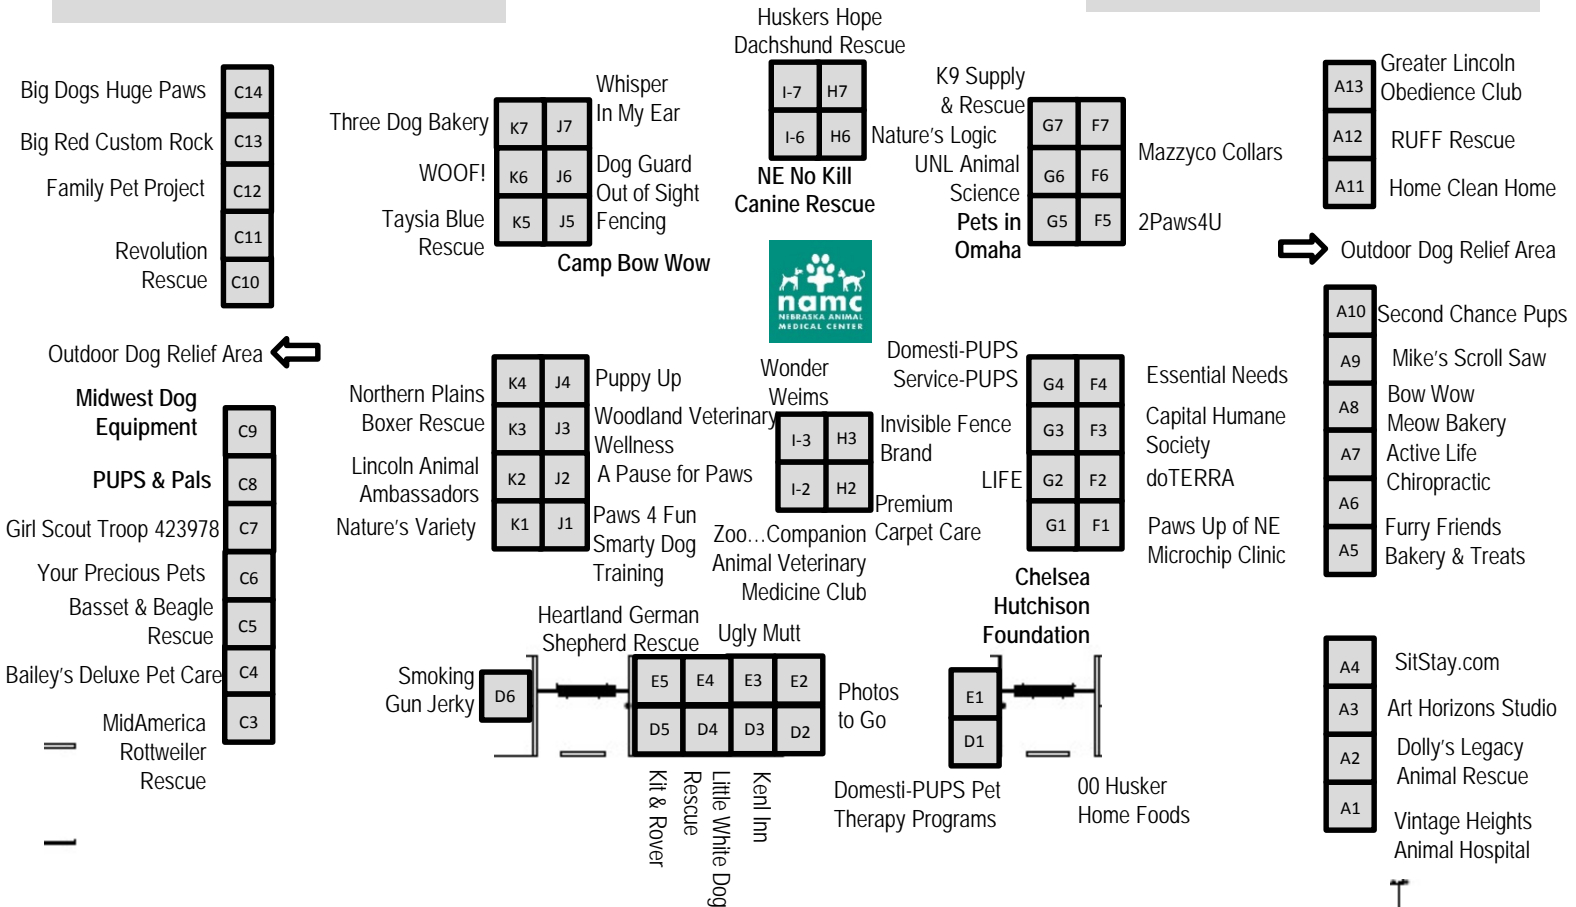 Huskers Hope
Dachshund Rescue
Big Dogs Huge Paws
C14
Big Red Custom Rock
C13
Family Pet Project
C12
C11
Revolution
Rescue
C10
Outdoor Dog Relief Area
Midwest Dog
Equipment
C9
PUPS & Pals
C8
Girl Scout Troop 423978
C7
Your Precious Pets
C6
Basset & Beagle
Rescue
C5
Bailey's Deluxe Pet Care
C4
MidAmerica
Rottweiler
Rescue
C3
Three Dog Bakery
K7
J7
Whisper
In My Ear
WOOF!
K6
J6
Dog Guard
Out of Sight
Fencing
Taysia Blue
Rescue
K5
J5
Camp Bow Wow
Northern Plains
Boxer Rescue
K4
J4
Puppy Up
K3
J3
Woodland Veterinary
Wellness
Lincoln Animal
Ambassadors
K2
J2
A Pause for Paws
Nature's Variety
K1
J1
Paws 4 Fun
Smarty Dog
Training
I-7
H7
I-6
H6
Nature's Logic
NE No Kill
Canine Rescue
namc
NEBRASKA ANIMAL
MEDICAL CENTER
Wonder
Weims
I-3
H3
Invisible Fence
Brand
I-2
H2
Premium
Carpet Care
Zoo...Companion
Animal Veterinary
Medicine Club
K9 Supply
& Rescue
G7
F7
Mazzyco Collars
UNL Animal
Science
G6
F6
Pets in
Omaha
G5
F5
2Paws4U
Domesti-PUPS
Service-PUPS
G4
F4
Essential Needs
G3
F3
Capital Humane
Society
LIFE
G2
F2
doTERRA
G1
F1
Paws Up of NE
Microchip Clinic
Chelsea
Hutchison
Foundation
Heartland German
Shepherd Rescue
Ugly Mutt
Smoking
Gun Jerky
D6
E5
E4
E3
E2
Photos
to Go
D5
D4
D3
D2
Kit & Rover
Little White Dog
Rescue
Kenl Inn
E1
D1
Domesti-PUPS Pet
Therapy Programs
00 Husker
Home Foods
A13
Greater Lincoln
Obedience Club
A12
RUFF Rescue
A11
Home Clean Home
Outdoor Dog Relief Area
A10
Second Chance Pups
A9
Mike's Scroll Saw
A8
Bow Wow
Meow Bakery
A7
Active Life
Chiropractic
A6
Furry Friends
Bakery & Treats
A5
A4
SitStay.com
A3
Art Horizons Studio
A2
Dolly's Legacy
Animal Rescue
A1
Vintage Heights
Animal Hospital